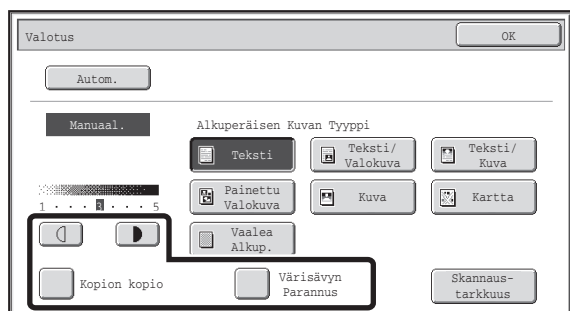 Valotus
OK
Autom.
Manuaal.
Alkuperäisen Kuvan Tyyppi
Teksti
Teksti/
Valokuva
Teksti/
Kuva
Painettu
Valokuva
Kuva
Kartta
1 · · · 3 · · · 5
Vaalea
Alkup.
Kopion kopio
Värisävyn
Parannus
Skannaus-
tarkkuus